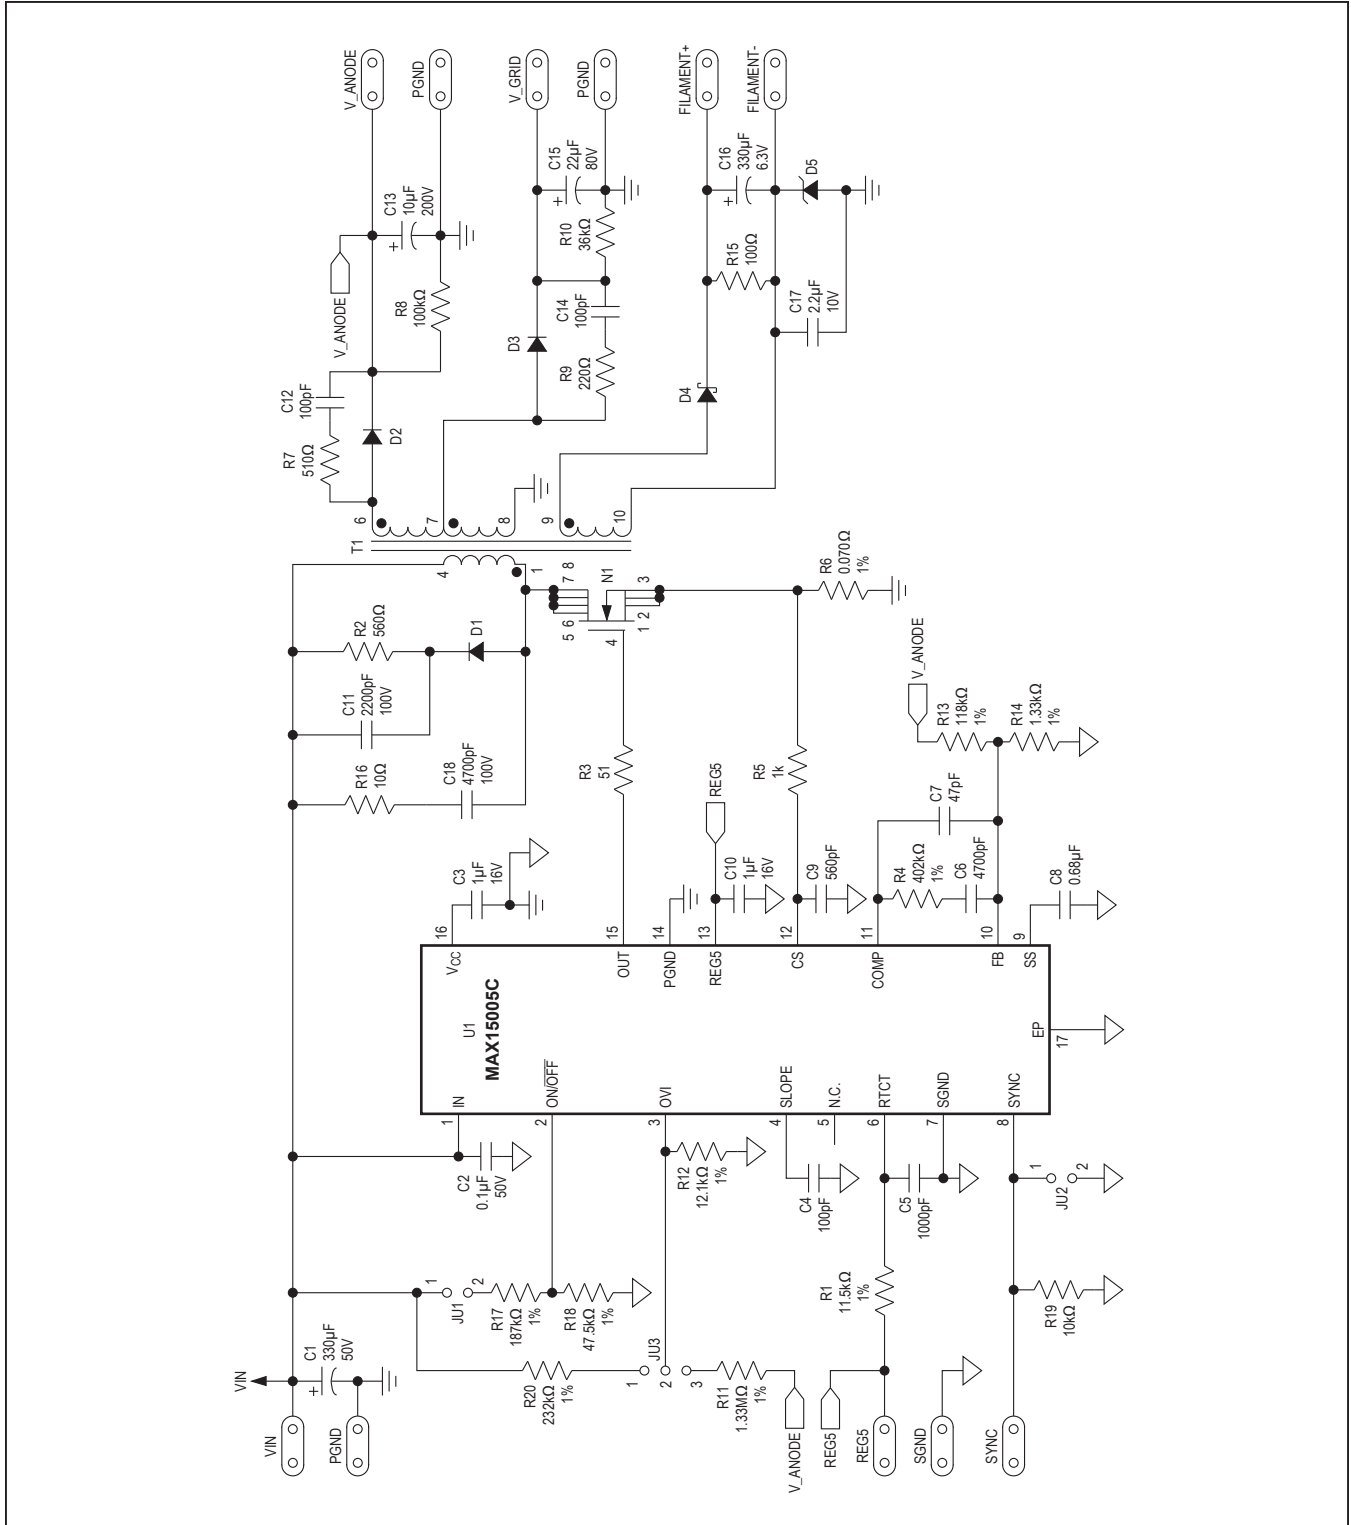 VIN
VIN
C1
330µF
50V
PGND
JU1
1
2
R17
187kΩ
1%
R18
47.5kΩ
1%
R20
232kΩ
1%
JU3
1
2
3
R11
1.33MΩ
1%
V_ANODE
REG5
REG5
SGND
SYNC
R1
11.5kΩ
1%
R19
10kΩ
JU2
1
2
C2
0.1µF
50V
R12
12.1kΩ
1%
C4
100pF
C5
1000pF
U1
MAX15005C
1
IN
2
ON/OFF
3
OVI
4
SLOPE
5
N.C.
6
RTCT
7
SGND
8
SYNC
EP
17
16
VCC
15
OUT
14
PGND
13
REG5
12
CS
11
COMP
10
FB
9
SS
C3
1µF
16V
R3
51
REG5
C10
1µF
16V
C9
560pF
R5
1k
R4
402kΩ
1%
C6
4700pF
C7
47pF
C8
0.68µF
V_ANODE
R13
118kΩ
1%
R14
1.33kΩ
1%
R16
10Ω
C18
4700pF
100V
C11
2200pF
100V
R2
560Ω
D1
T1
4
1
6
7
8
9
10
5
6
7
8
N1
4
1
2
3
R6
0.070Ω
1%
R7
510Ω
C12
100pF
D2
V_ANODE
R8
100kΩ
C13
10µF
200V
V_ANODE
PGND
D3
R9
220Ω
C14
100pF
R10
36kΩ
C15
22µF
80V
V_GRID
PGND
D4
R15
100Ω
C16
330µF
6.3V
C17
2.2µF
10V
D5
FILAMENT+
FILAMENT-
+
+
+
+